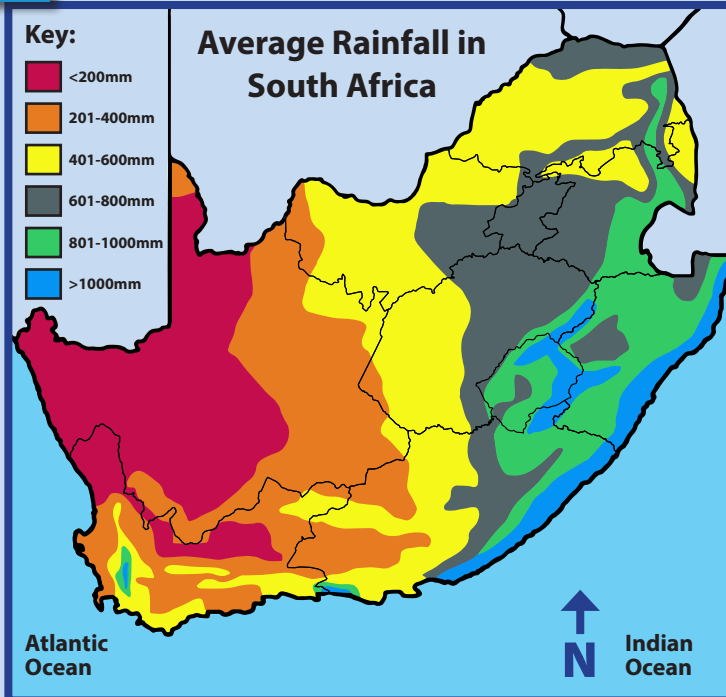 Key:
Average Rainfall in
South Africa
<200mm
201-400mm
401-600mm
601-800mm
801-1000mm
>1000mm
Atlantic
Ocean
N
Indian
Ocean